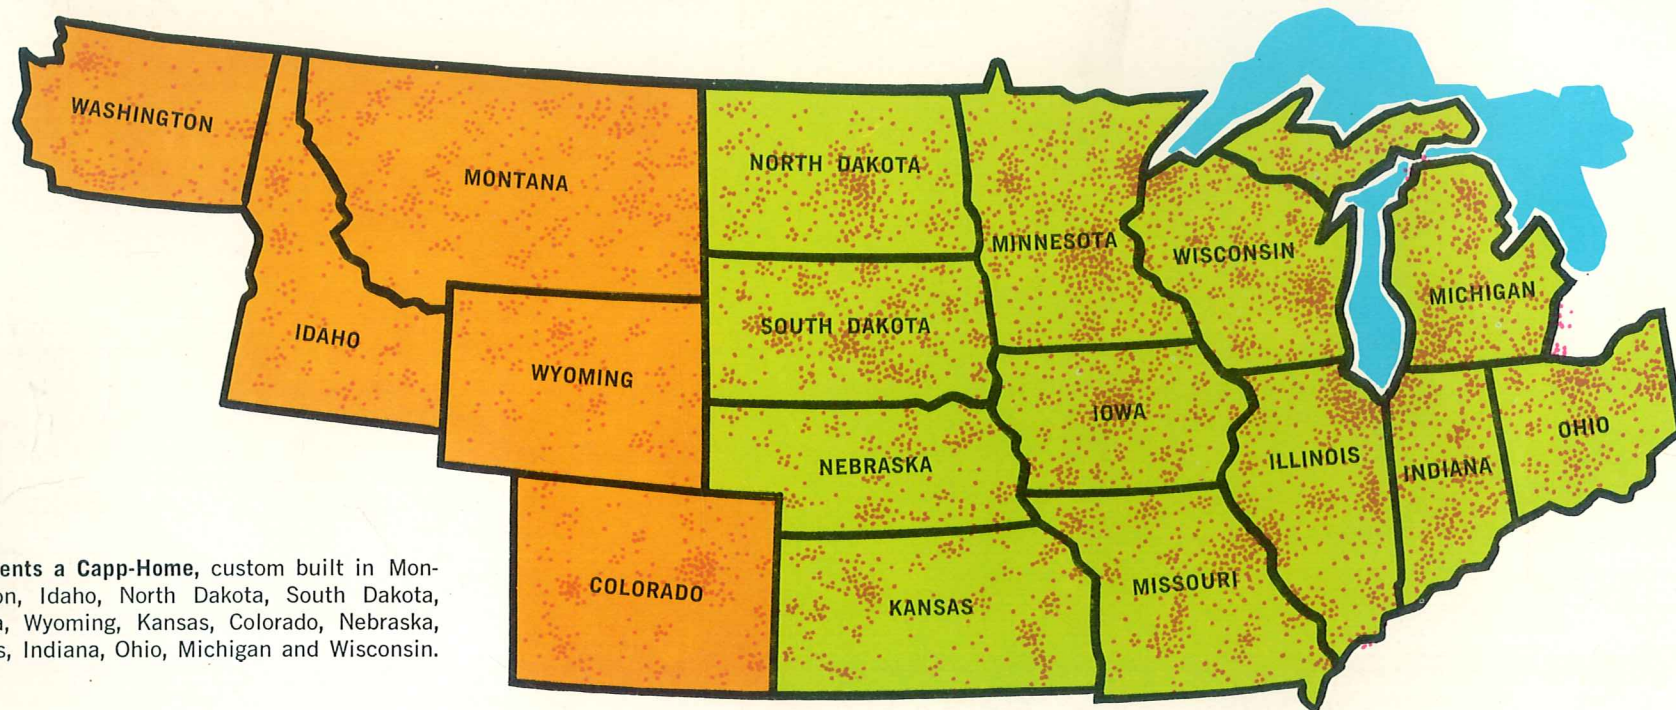 WASHINGTON
MONTANA
NORTH DAKOTA
MINNESOTA
WISCONSIN
MICHIGAN
IDAHO
WYOMING
SOUTH DAKOTA
IOWA
NEBRASKA
ILLINOIS
INDIANA
OHIO
COLORADO
KANSAS
MISSOURI
ents a Capp-Home, custom built in Mon-
on, Idaho, North Dakota, South Dakota,
a, Wyoming, Kansas, Colorado, Nebraska,
s, Indiana, Ohio, Michigan and Wisconsin.